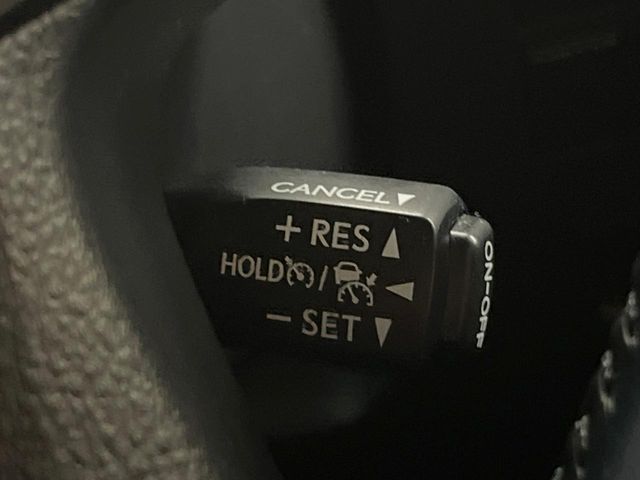 CANCEL▼
+ RES ▲
HOLD / ◀
− SET ▼
ON-OFF